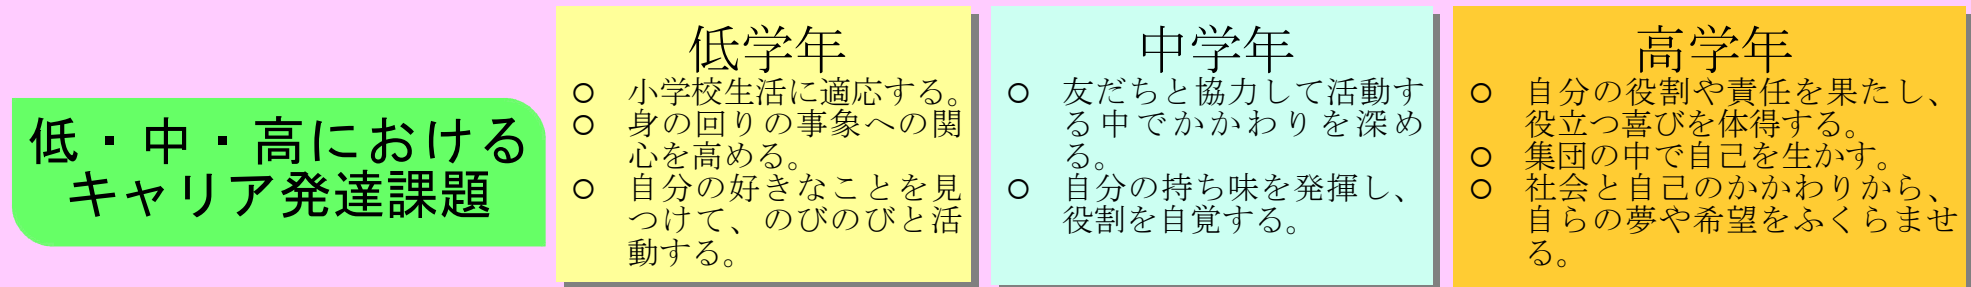 低・中・高における
キャリア発達課題
低学年
○ 小学校生活に適応する。
○ 身の回りの事象への関
心を高める。
○ 自分の好きなことを見
つけて、のびのびと活
動する。
中学年
○ 友だちと協力して活動す
る中でかかわりを深め
る。
○ 自分の持ち味を発揮し、
役割を自覚する。
高学年
○ 自分の役割や責任を果たし、
役立つ喜びを体得する。
○ 集団の中で自己を生かす。
○ 社会と自己のかかわりから、
自らの夢や希望をふくらませ
る。